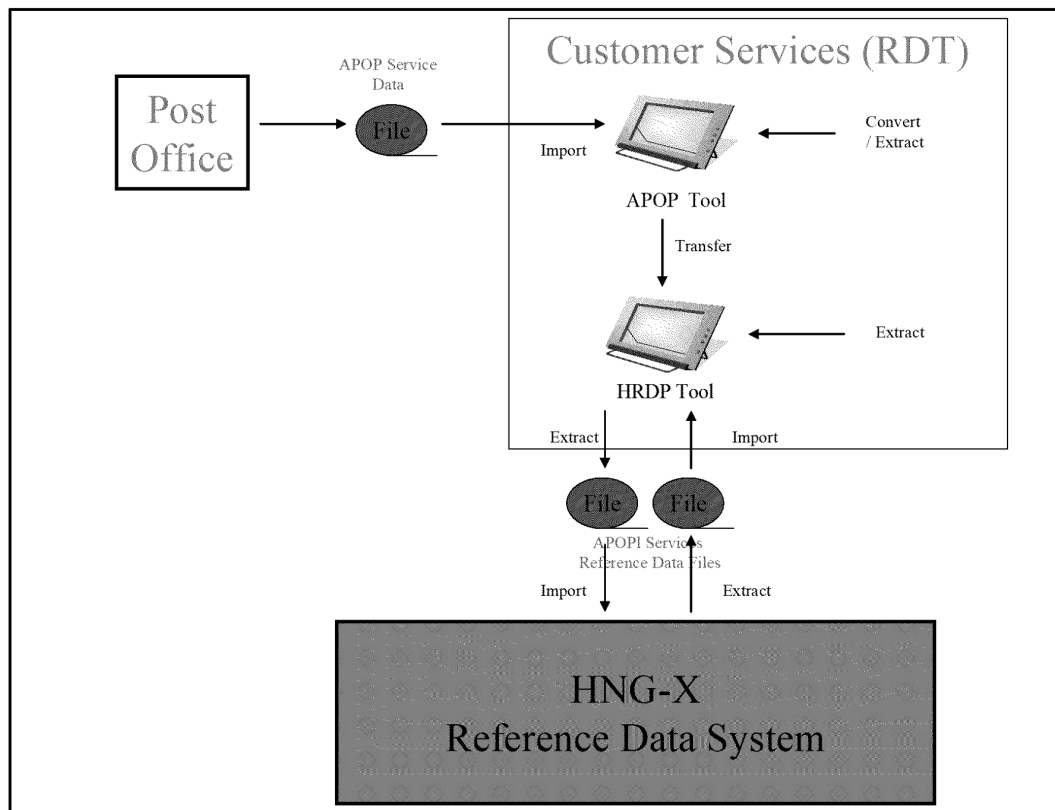 Customer Services (RDT)
APOP Service
Data
Post
Office
File
Import
Convert
/ Extract
APOP  Tool
Transfer
Extract
HRDP Tool
Extract
Import
File
File
APOPI Services
Reference Data Files
Import
Extract
HNG-X
Reference Data System